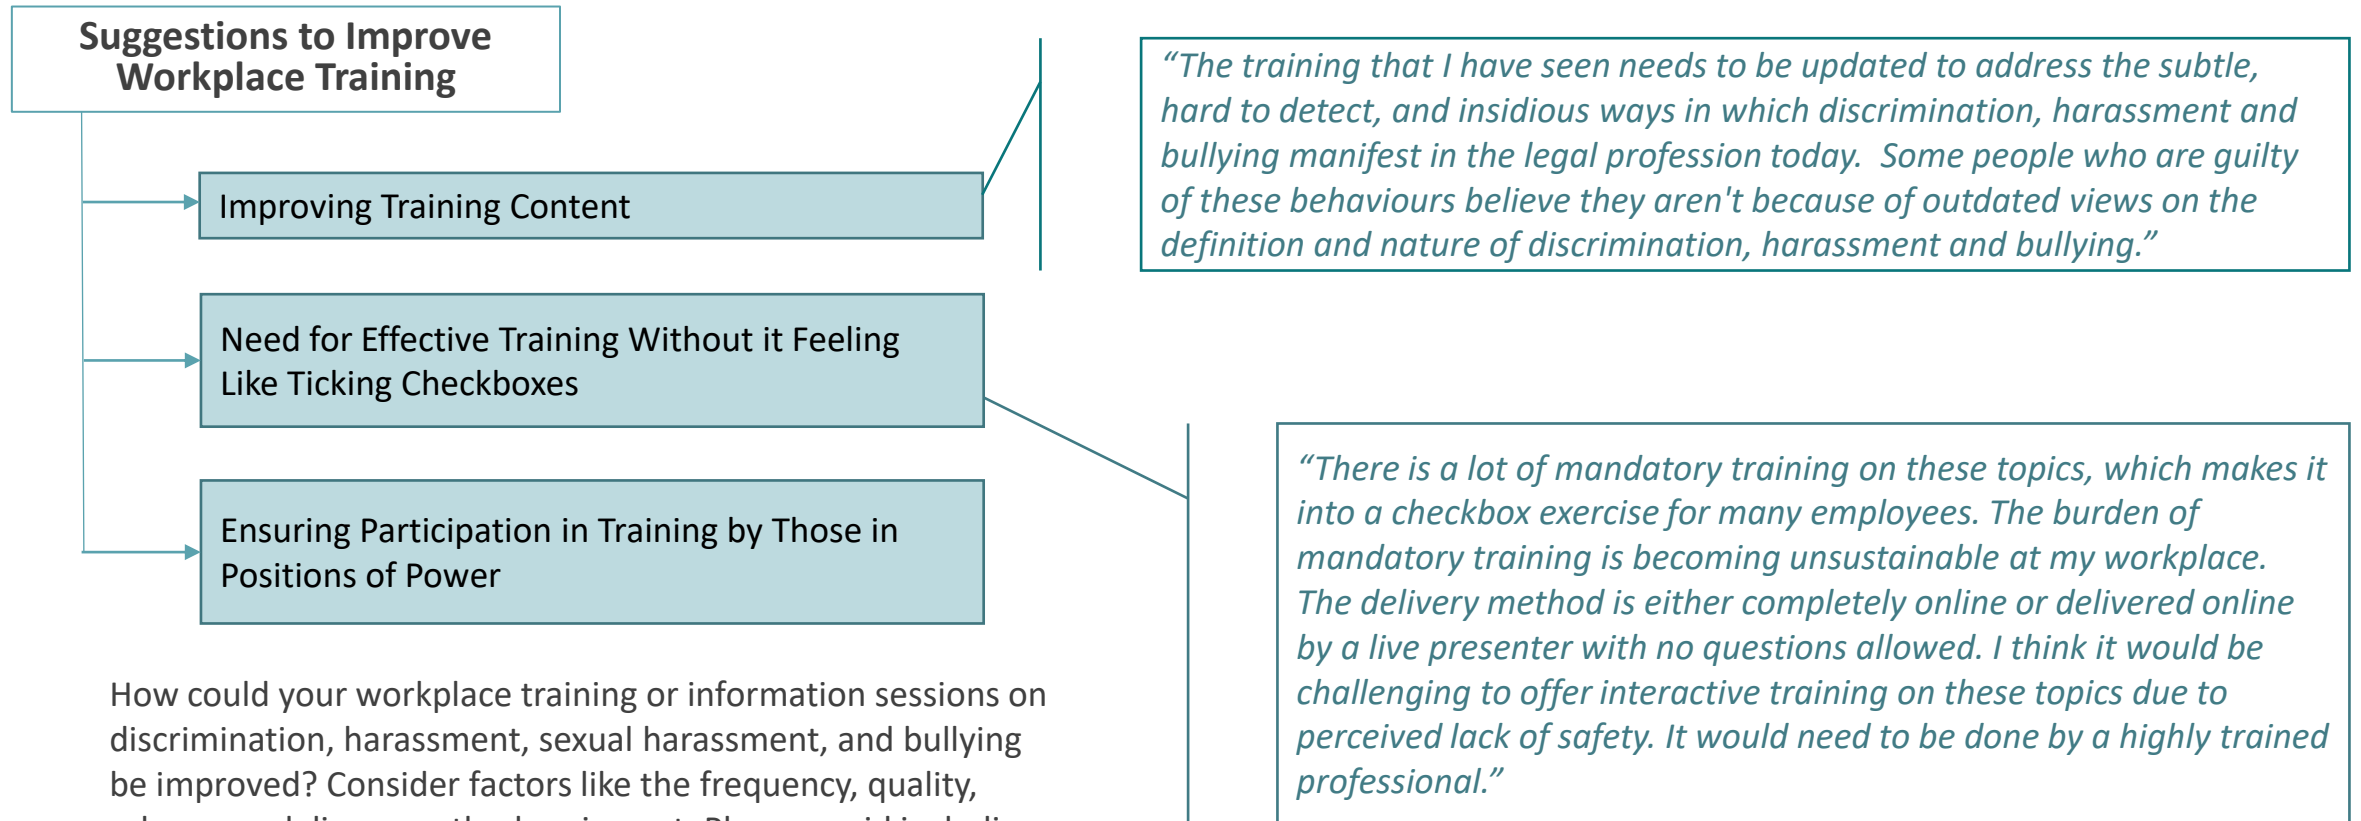 Suggestions to Improve
Workplace Training
Improving Training Content
Need for Effective Training Without it Feeling
Like Ticking Checkboxes
Ensuring Participation in Training by Those in
Positions of Power
How could your workplace training or information sessions on
discrimination, harassment, sexual harassment, and bullying
be improved? Consider factors like the frequency, quality,
“The training that I have seen needs to be updated to address the subtle,
hard to detect, and insidious ways in which discrimination, harassment and
bullying manifest in the legal profession today.  Some people who are guilty
of these behaviours believe they aren't because of outdated views on the
definition and nature of discrimination, harassment and bullying.”
“There is a lot of mandatory training on these topics, which makes it
into a checkbox exercise for many employees. The burden of
mandatory training is becoming unsustainable at my workplace.
The delivery method is either completely online or delivered online
by a live presenter with no questions allowed. I think it would be
challenging to offer interactive training on these topics due to
perceived lack of safety. It would need to be done by a highly trained
professional.”